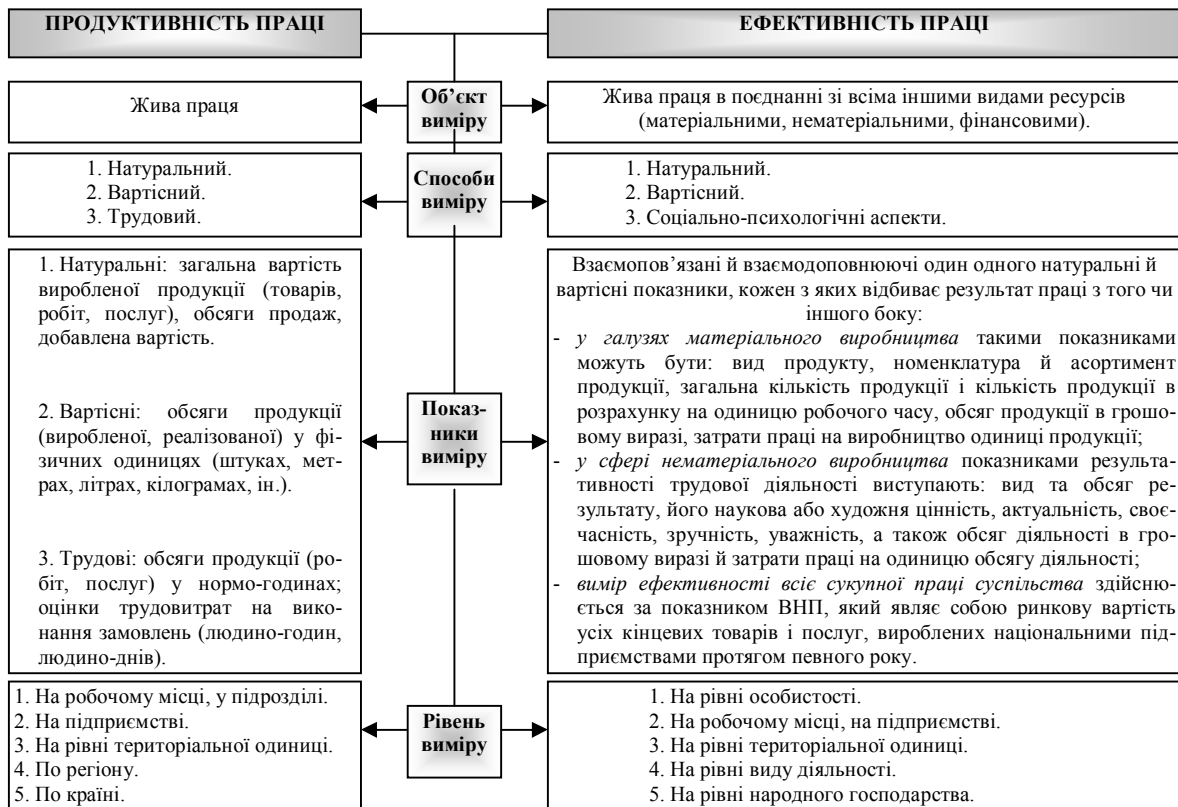 ПРОДУКТИВНІСТЬ ПРАЦІ
ЕФЕКТИВНІСТЬ ПРАЦІ
Жива праця
Об’єкт
виміру
Жива праця в поєднанні зі всіма іншими видами ресурсів
(матеріальними, нематеріальними, фінансовими).
1. Натуральний.
2. Вартісний.
3. Трудовий.
Способи
виміру
1. Натуральний.
2. Вартісний.
3. Соціально-психологічні аспекти.
1. Натуральні: загальна вартість
виробленої продукції (товарів,
робіт, послуг), обсяги продаж,
добавлена вартість.
2. Вартісні: обсяги продукції
(виробленої, реалізованої) у фі-
зичних одиницях (штуках, мет-
рах, літрах, кілограмах, ін.).
3. Трудові: обсяги продукції (ро-
біт, послуг) у нормо-годинах;
оцінки трудовитрат на вико-
нання замовлень (людино-годин,
людино-днів).
Показ-
ники
виміру
Взаємопов’язані й взаємодоповнюючі один одного натуральні й
вартісні показники, кожен з яких відбиває результат праці з того чи
іншого боку:
- у галузях матеріального виробництва такими показниками
можуть бути: вид продукту, номенклатура й асортимент
продукції, загальна кількість продукції і кількість продукції в
розрахунку на одиницю робочого часу, обсяг продукції в грошо-
вому виразі, затрати праці на виробництво одиниці продукції;
- у сфері нематеріального виробництва показниками результа-
тивності трудової діяльності виступають: вид та обсяг ре-
зультату, його наукова або художня цінність, актуальність, своє-
часність, зручність, уважність, а також обсяг діяльності в гро-
шовому виразі й затрати праці на одиницю обсягу діяльності;
- вимір ефективності всіє сукупної праці суспільства здійсню-
ється за показником ВНП, який являє собою ринкову вартість
усіх кінцевих товарів і послуг, вироблених національними під-
приємствами протягом певного року.
1. На робочому місці, у підрозділі.
2. На підприємстві.
3. На рівні територіальної одиниці.
4. По регіону.
5. По країні.
Рівень
виміру
1. На рівні особистості.
2. На робочому місці, на підприємстві.
3. На рівні територіальної одиниці.
4. На рівні виду діяльності.
5. На рівні народного господарства.